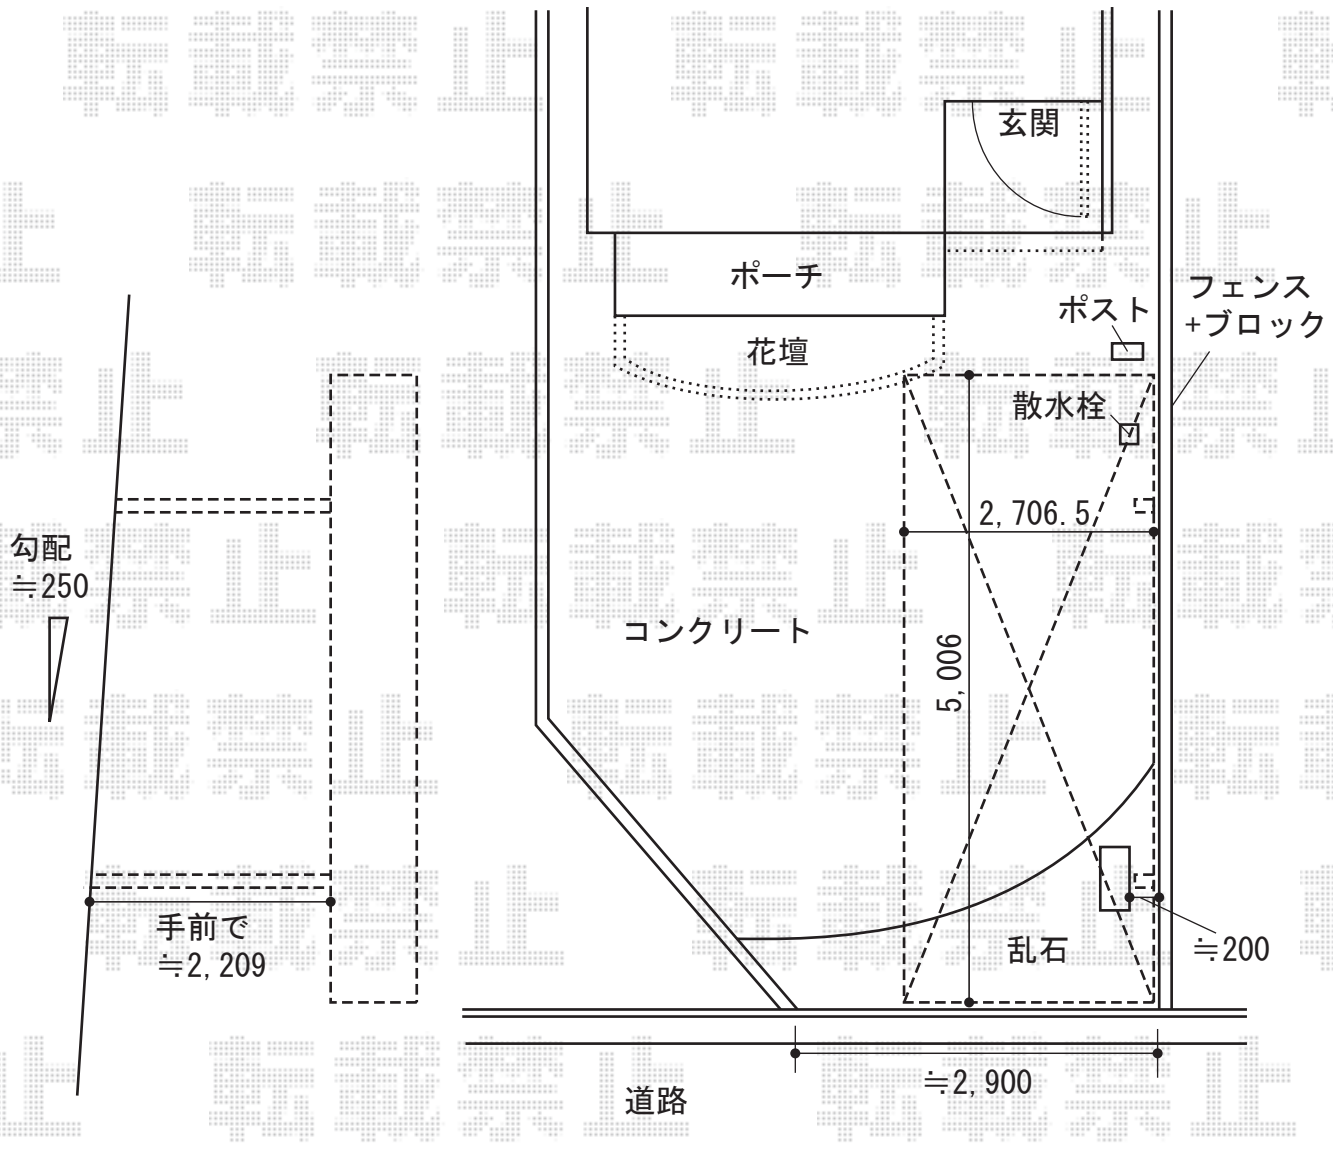 転載禁止
玄関
ポーチ
花壇
ポスト
フェンス
+ブロック
散水栓
2,706.5
5,006
コンクリート
勾配
≒250
手前で
≒2,209
乱石
≒200
≒2,900
道路